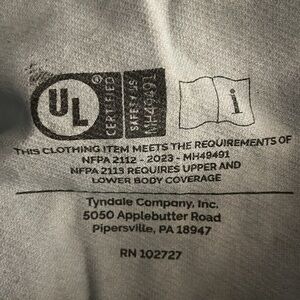 UL
CERTIFIED
SAFETY US
MH49491
i
THIS CLOTHING ITEM MEETS THE REQUIREMENTS OF
NFPA 2112 - 2023 - MH49491
NFPA 2113 REQUIRES UPPER AND
LOWER BODY COVERAGE
Tyndale Company, Inc.
5050 Applebutter Road
Pipersville, PA 18947
RN 102727